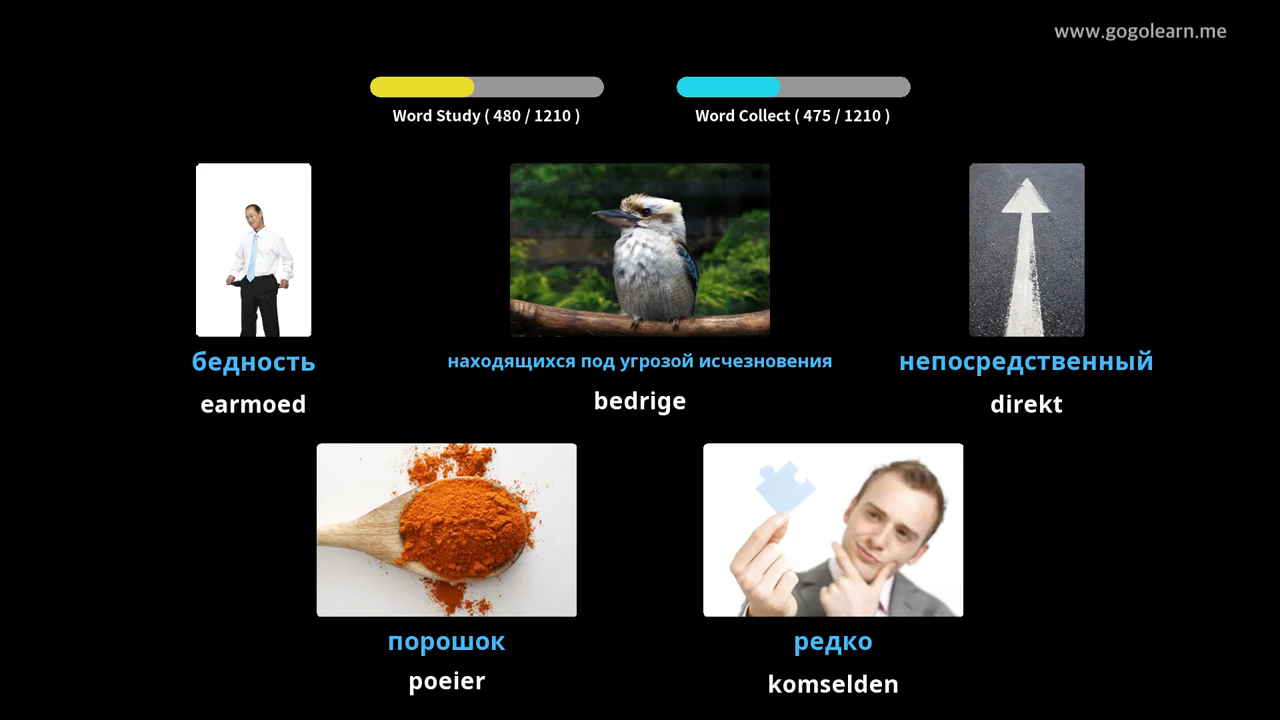 www.gogolearn.me
Word Study ( 480 / 1210 )
Word Collect ( 475 / 1210 )
бедность
находящихся под угрозой исчезновения
непосредственный
earmoed
bedrige
direkt
порошок
редко
poeier
komselden